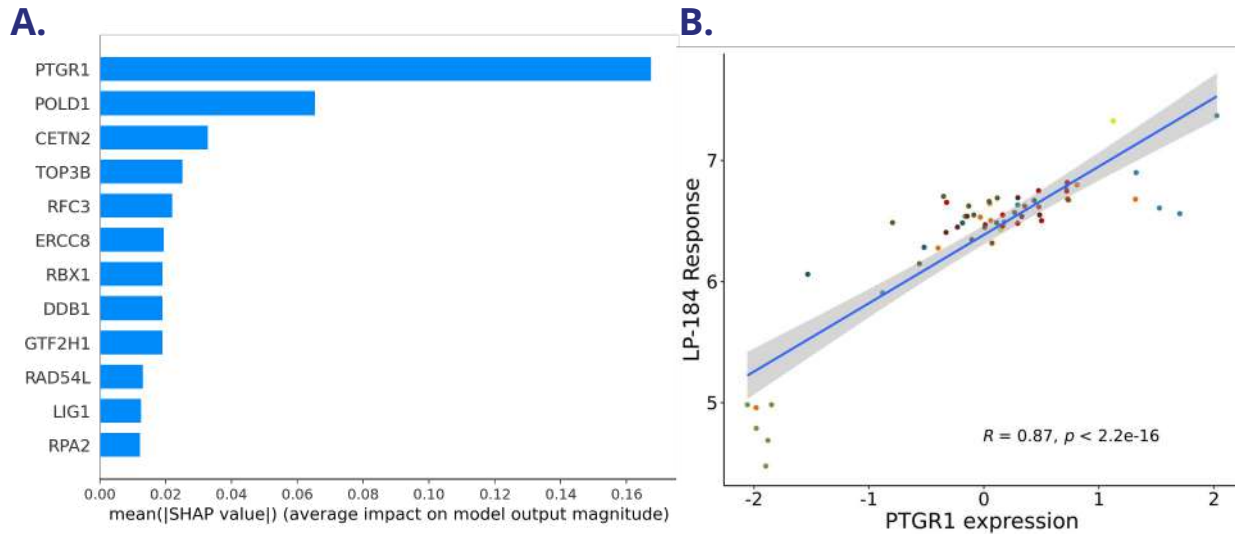 A.
PTGR1
POLD1
CETN2
TOP3B
RFC3
ERCC8
RBX1
DDB1
GTF2H1
RAD54L
LIG1
RPA2
0.00 0.02 0.04 0.06 0.08 0.10 0.12 0.14 0.16
mean(|SHAP value|) (average impact on model output magnitude)
B.
LP-184 Response
7
6
5
R = 0.87, p < 2.2e-16
-2 -1 0 1 2
PTGR1 expression